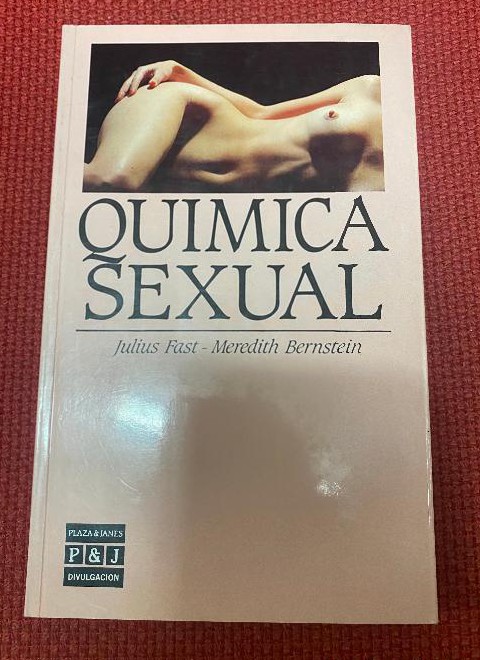 QUIMICA
SEXUAL
Julius Fast - Meredith Bernstein
PLAZA & JANES
P & J
DIVULGACION